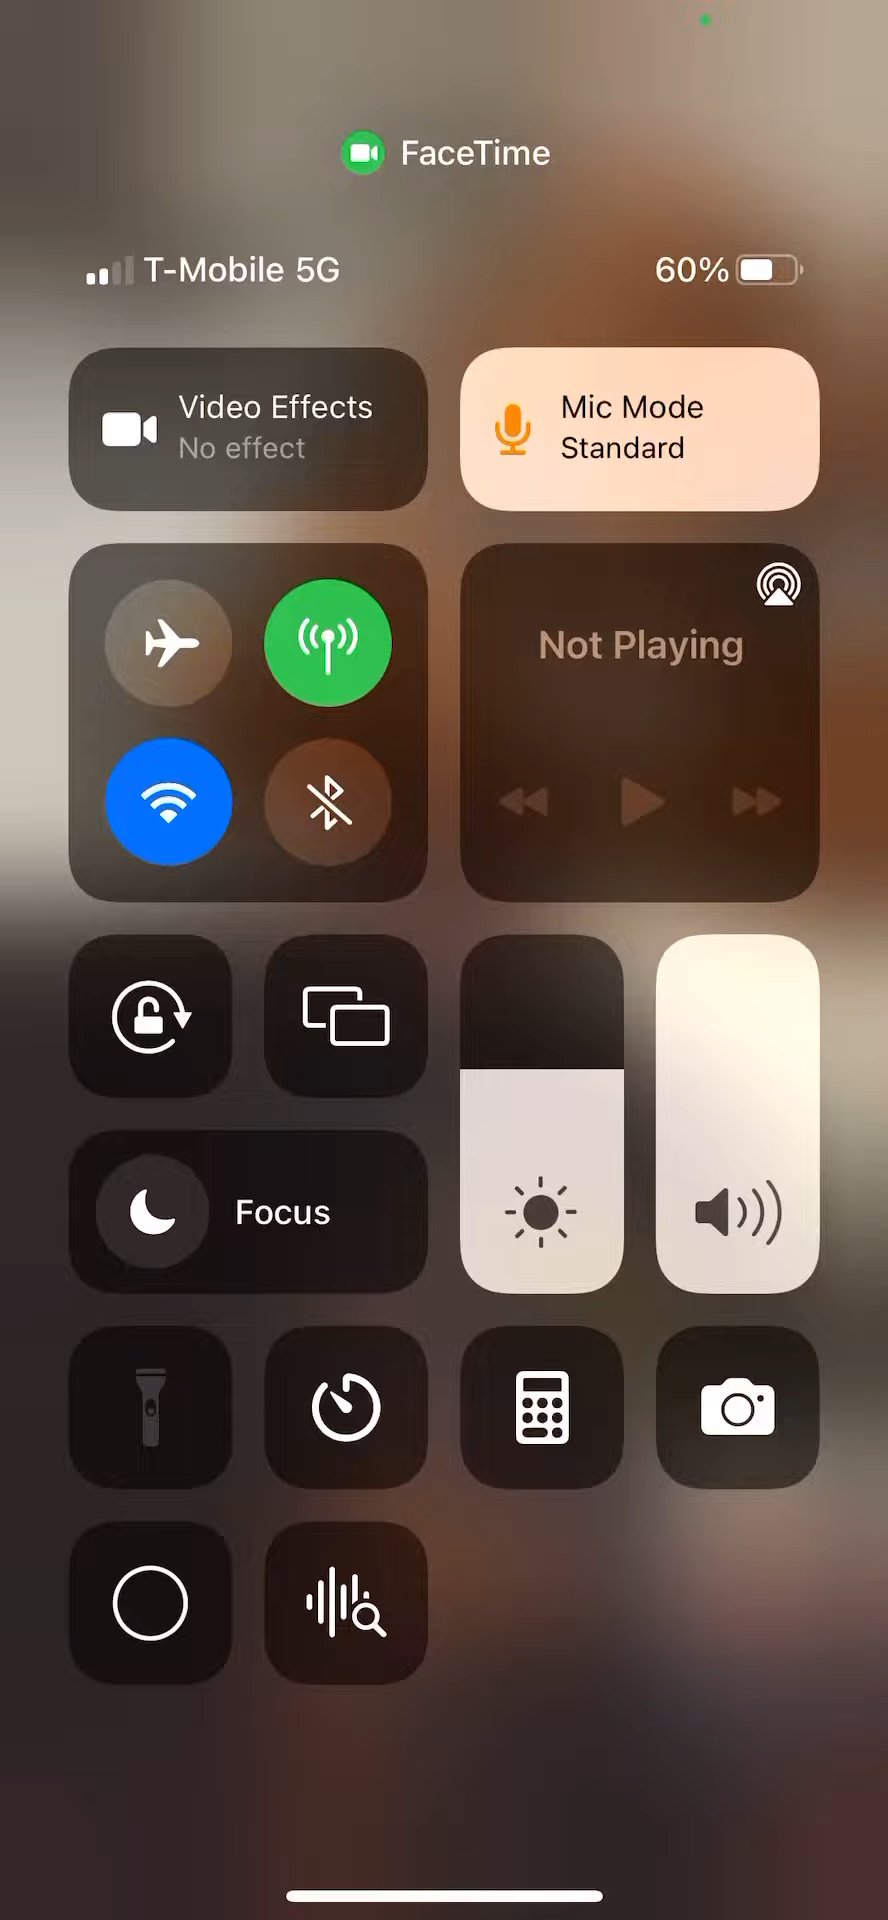 FaceTime
T-Mobile 5G
60%
Video Effects
No effect
Mic Mode
Standard
Not Playing
Focus